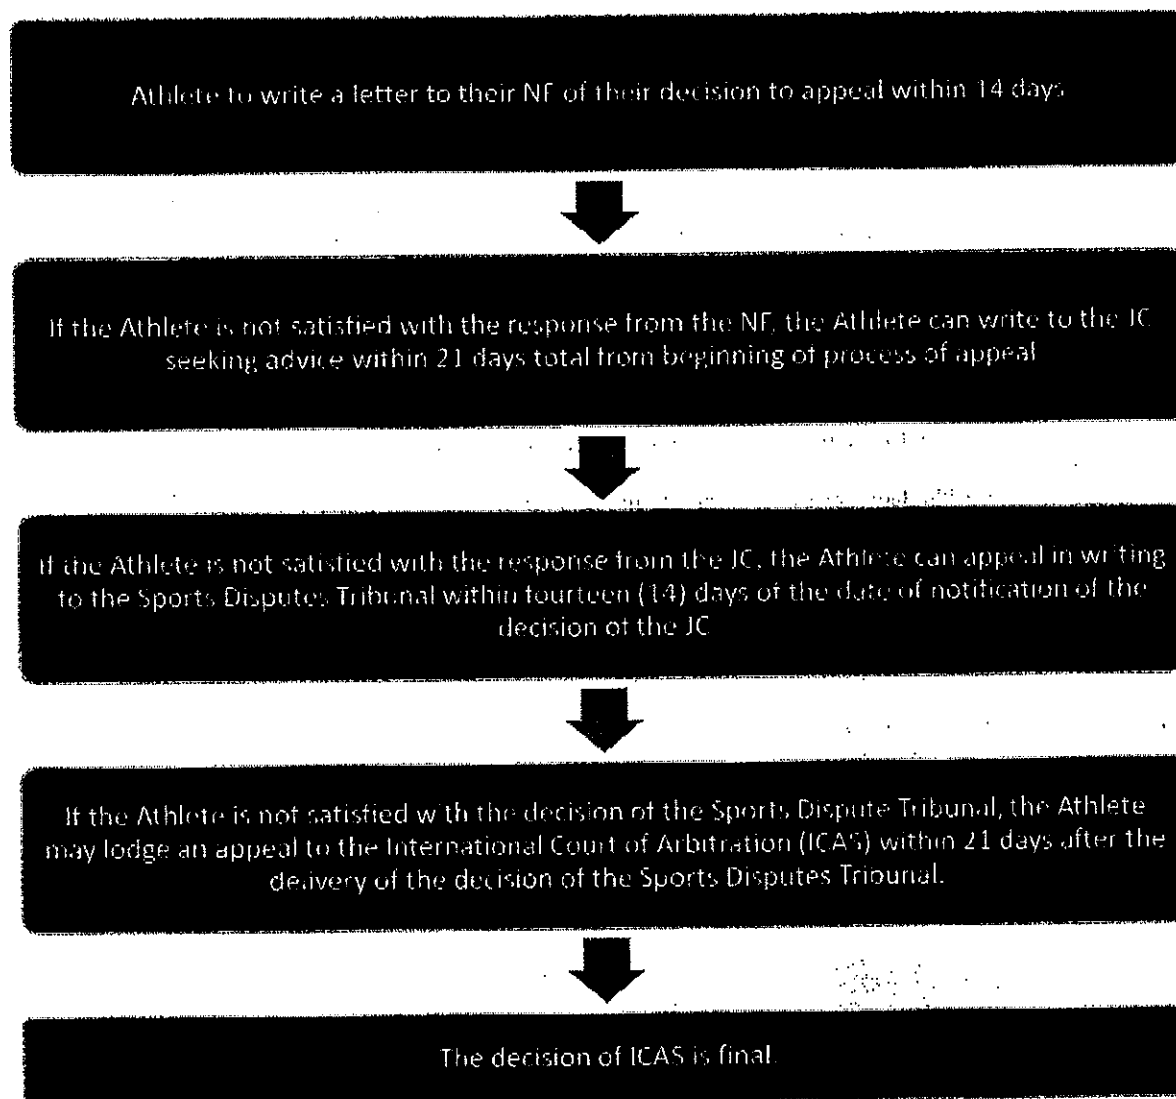 Athlete to write a letter to their NF of their decision to appeal within 14 days
If the Athlete is not satisfied with the response from the NF, the Athlete can write to the JC
seeking advice within 21 days total from beginning of process of appeal
If the Athlete is not satisfied with the response from the JC, the Athlete can appeal in writing
to the Sports Disputes Tribunal within fourteen (14) days of the date of notification of the
decision of the JC
If the Athlete is not satisfied with the decision of the Sports Dispute Tribunal, the Athlete
may lodge an appeal to the International Court of Arbitration (ICAS) within 21 days after the
delivery of the decision of the Sports Disputes Tribunal.
The decision of ICAS is final.